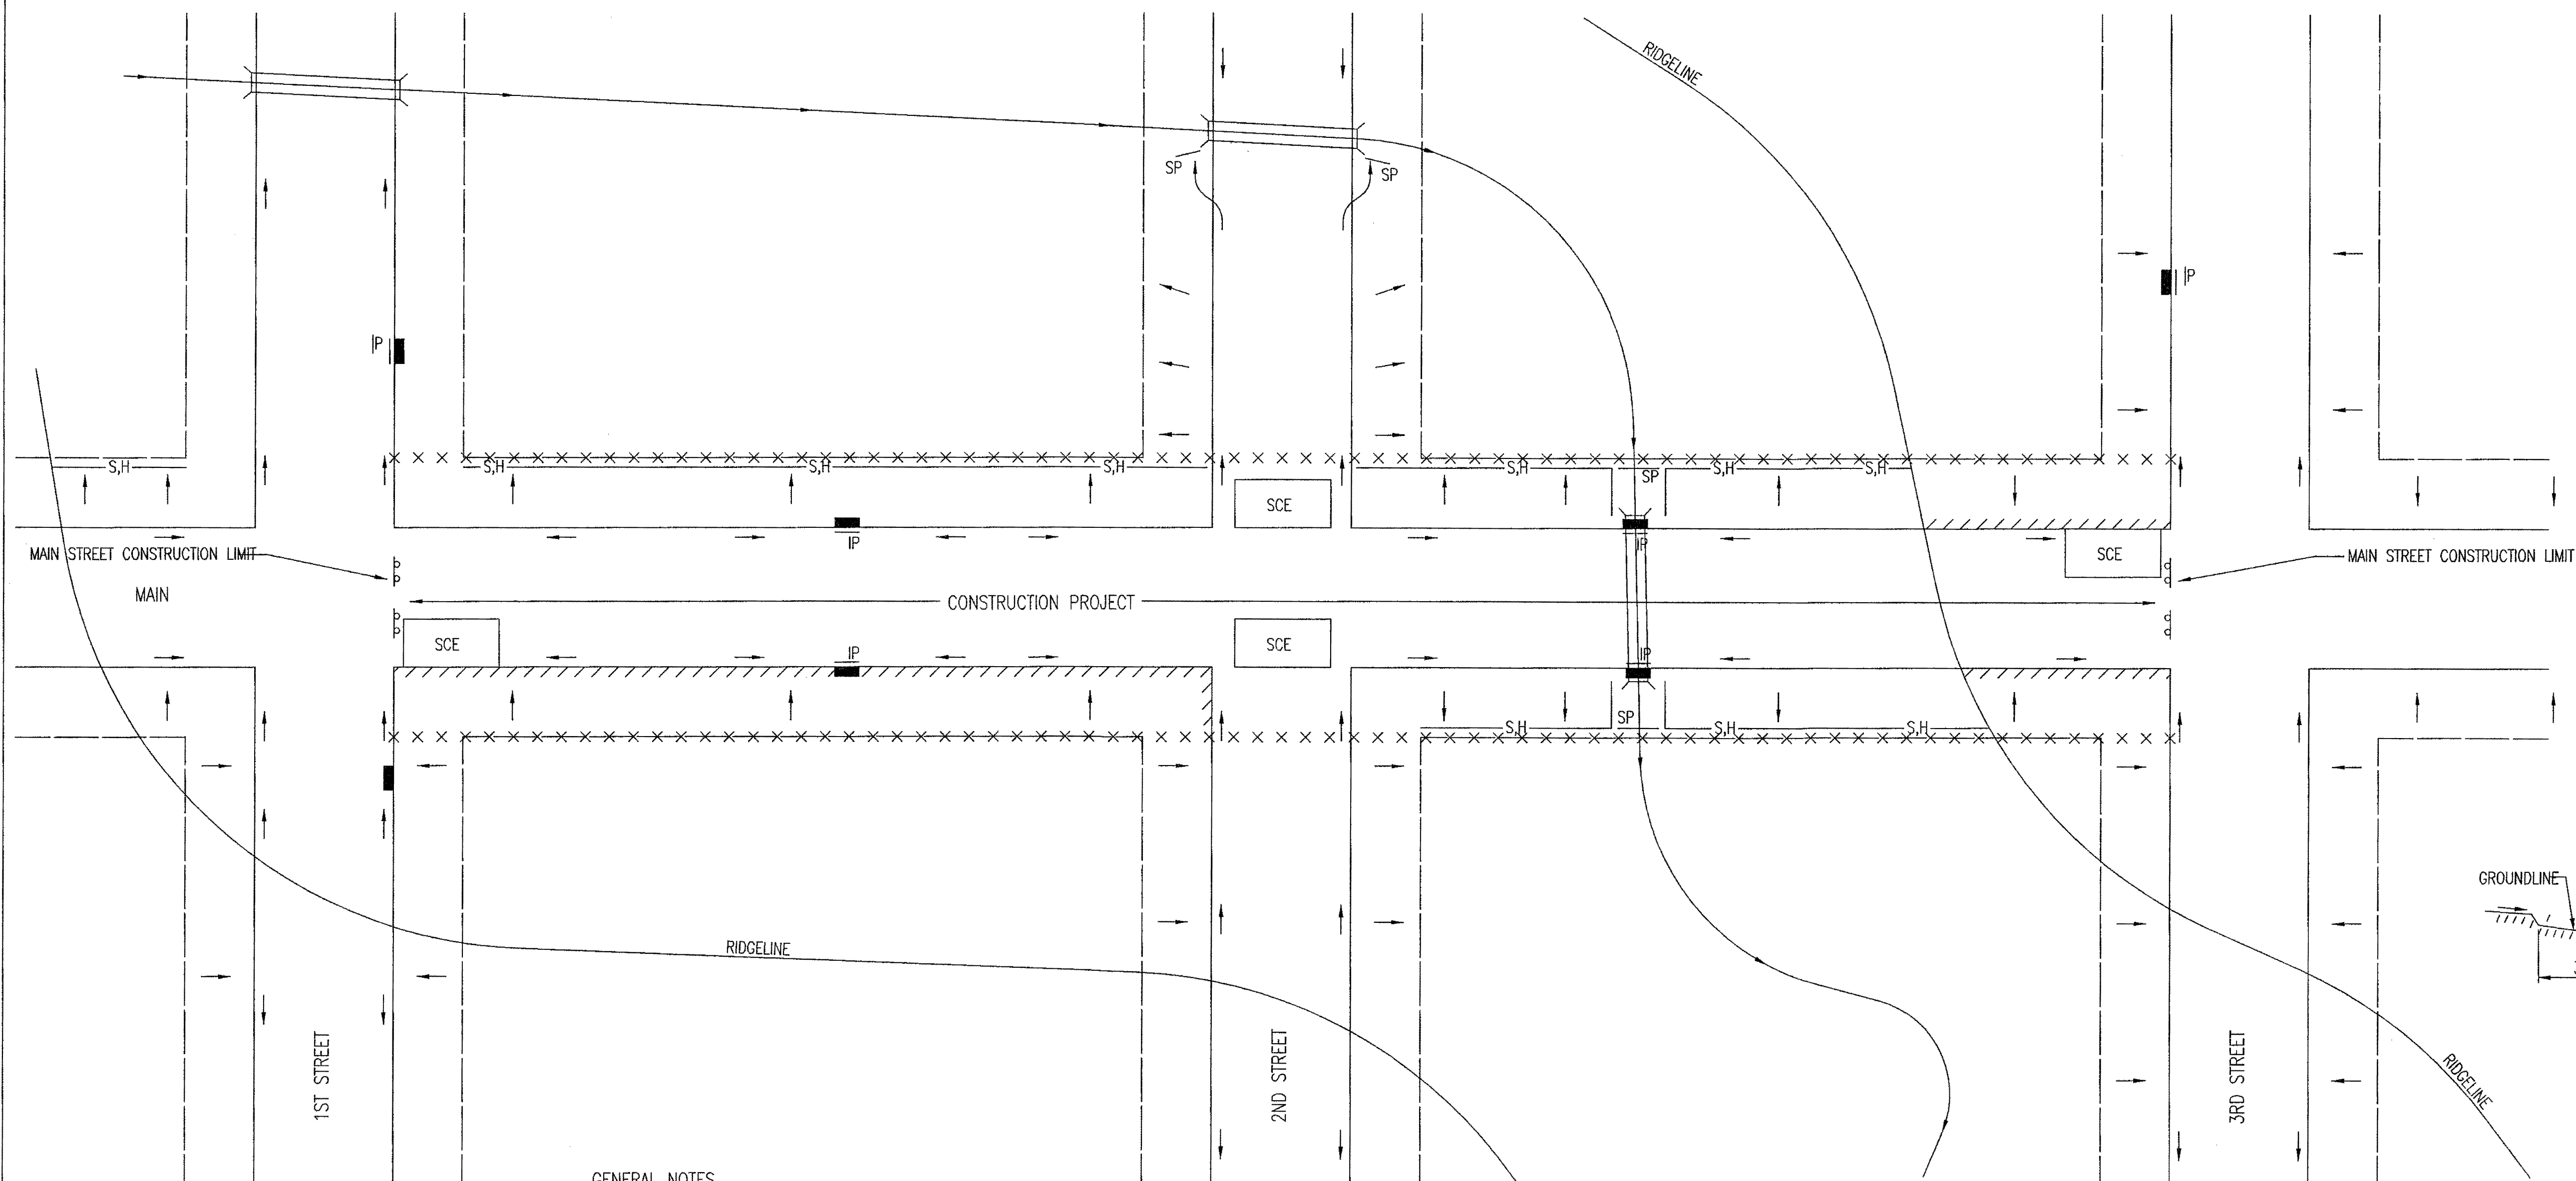 RIDGELINE
SP
SP
IP
IP
S,H
S,H
S,H
S,H
S,H
S,H
S,H
SP
SCE
MAIN STREET CONSTRUCTION LIMIT
IP
IP
SCE
MAIN STREET CONSTRUCTION LIMIT
MAIN
CONSTRUCTION PROJECT
SCE
SCE
IP
IP
SP
S,H
S,H
S,H
GROUNDLINE
RIDGELINE
1ST STREET
2ND STREET
3RD STREET
RIDGELINE
GENERAL NOTES